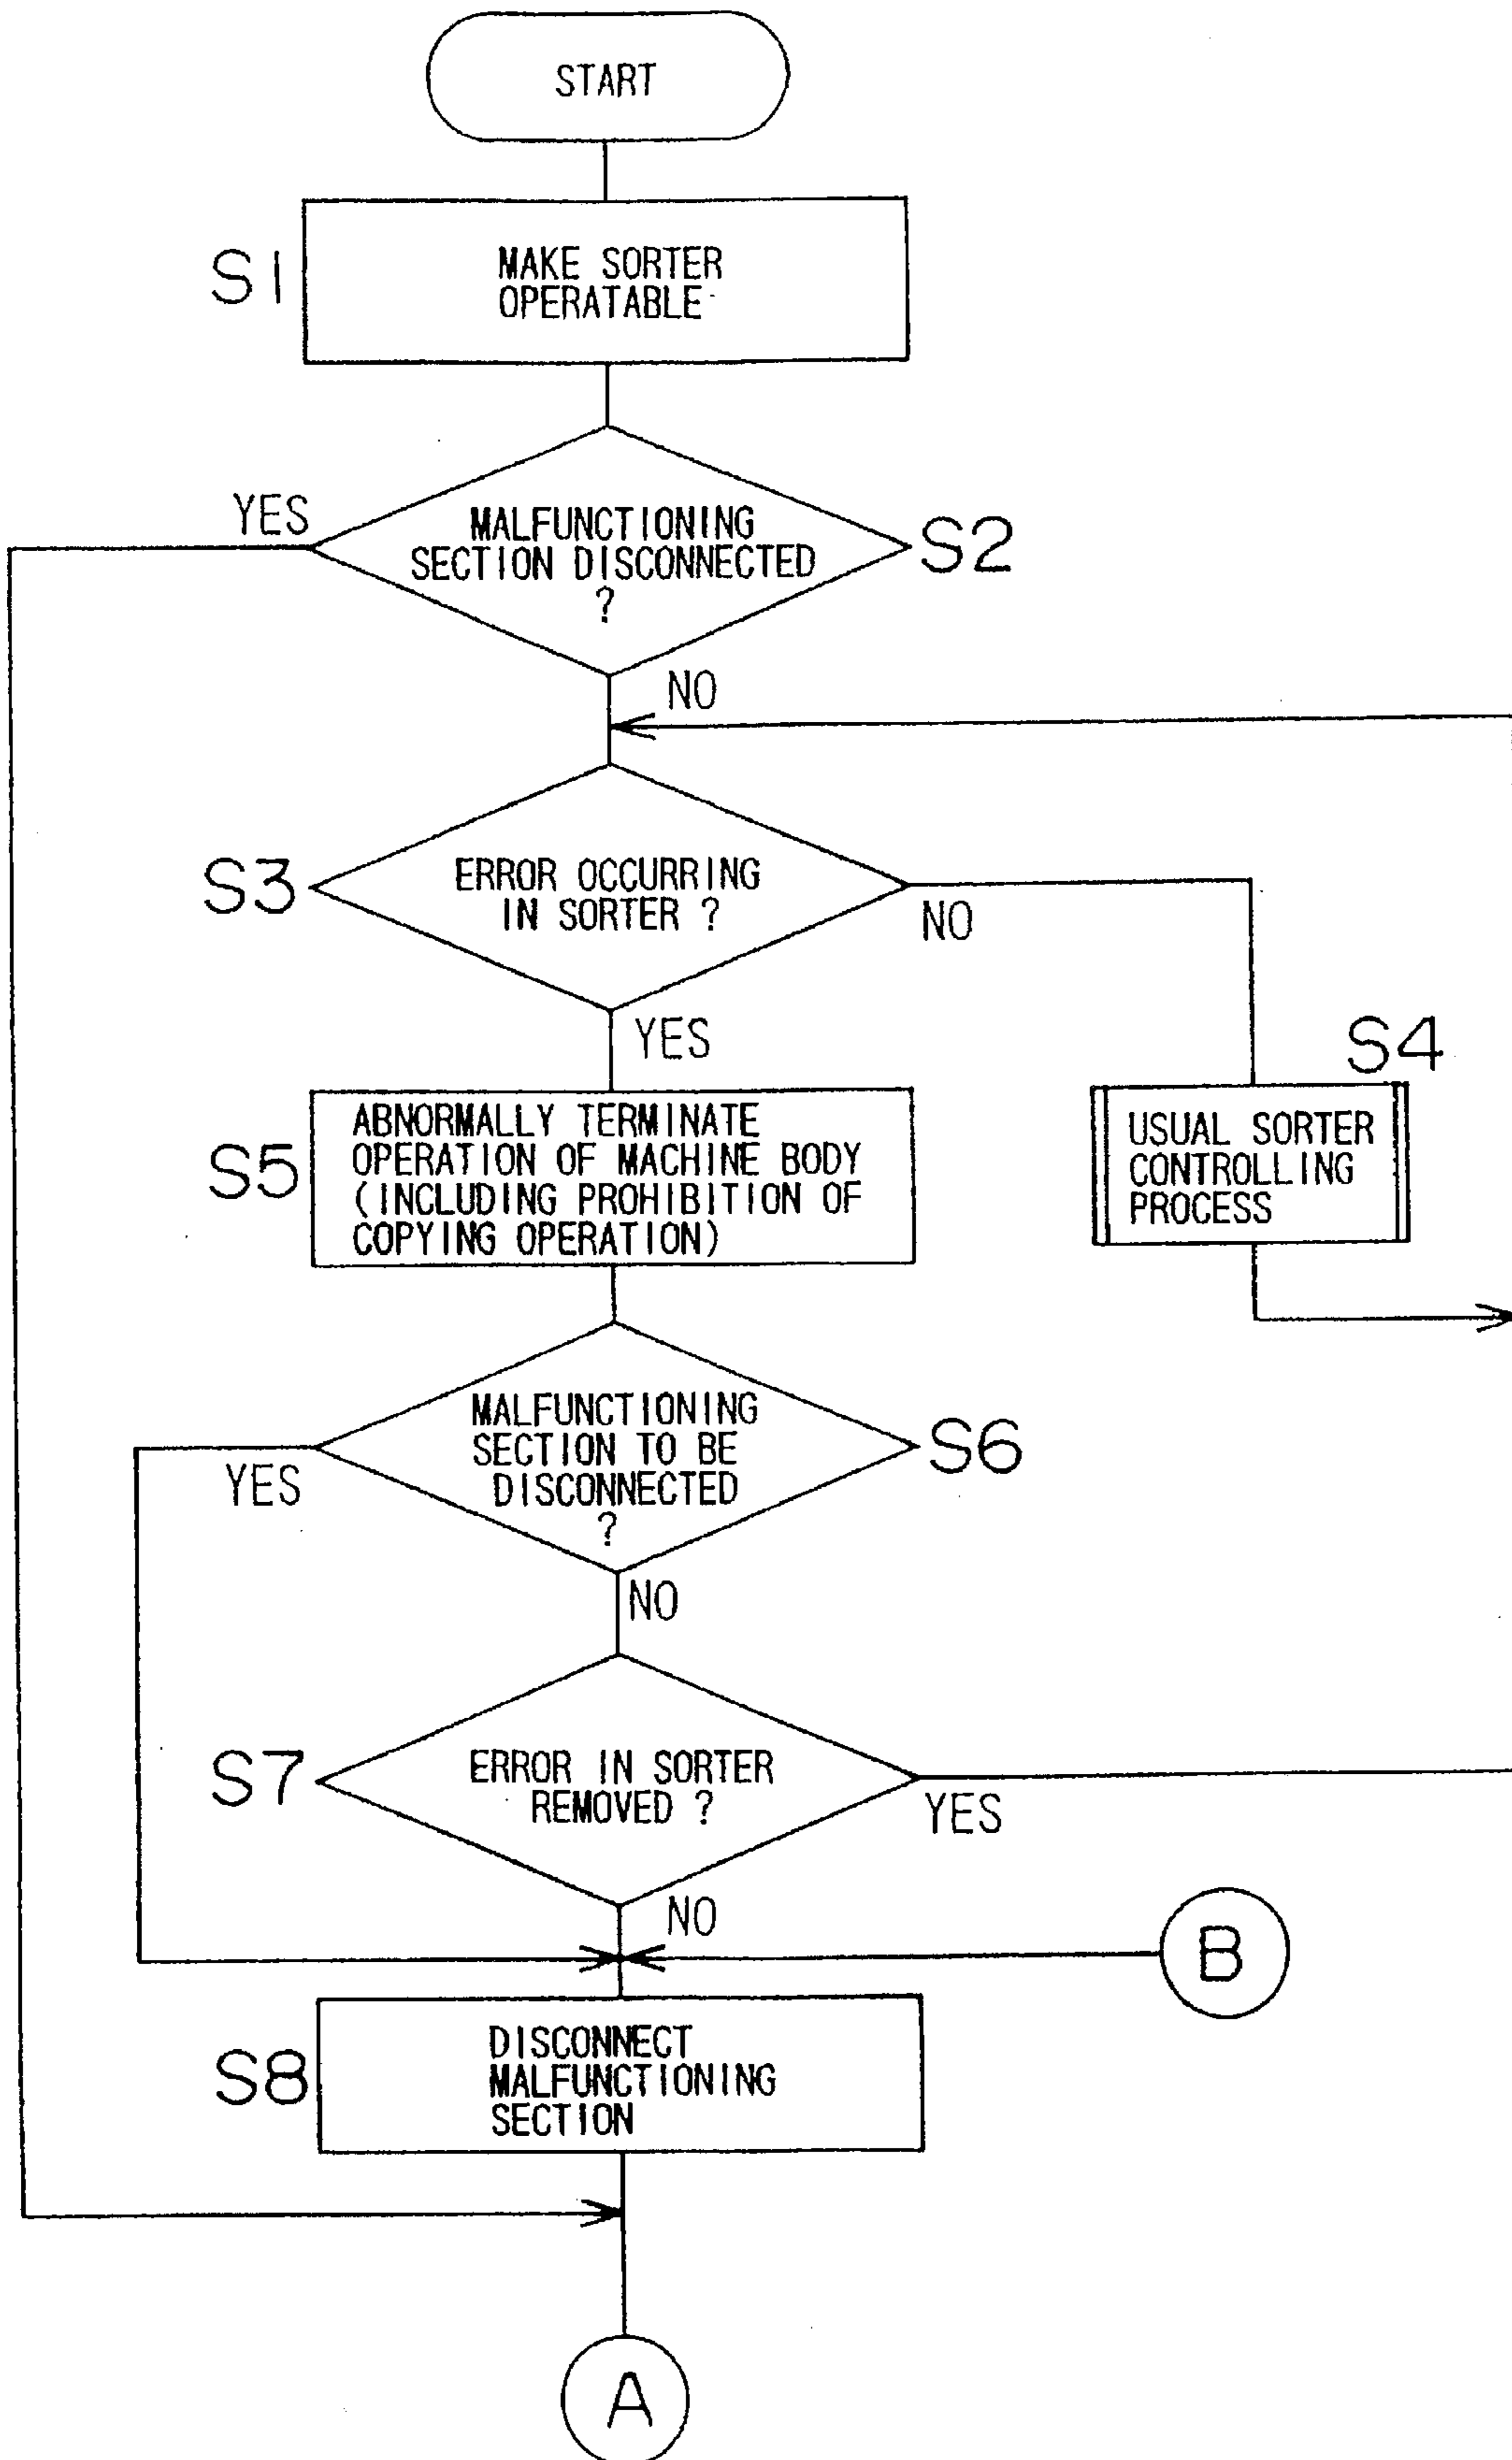 START
S1
MAKE SORTER
OPERATABLE
YES
MALFUNCTIONING
SECTION DISCONNECTED
?
S2
NO
S3
ERROR OCCURRING
IN SORTER ?
NO
YES
S4
USUAL SORTER
CONTROLLING
PROCESS
S5
ABNORMALLY TERMINATE
OPERATION OF MACHINE BODY
(INCLUDING PROHIBITION OF
COPYING OPERATION)
MALFUNCTIONING
SECTION TO BE
DISCONNECTED
?
S6
YES
NO
S7
ERROR IN SORTER
REMOVED ?
YES
NO
B
S8
DISCONNECT
MALFUNCTIONING
SECTION
A